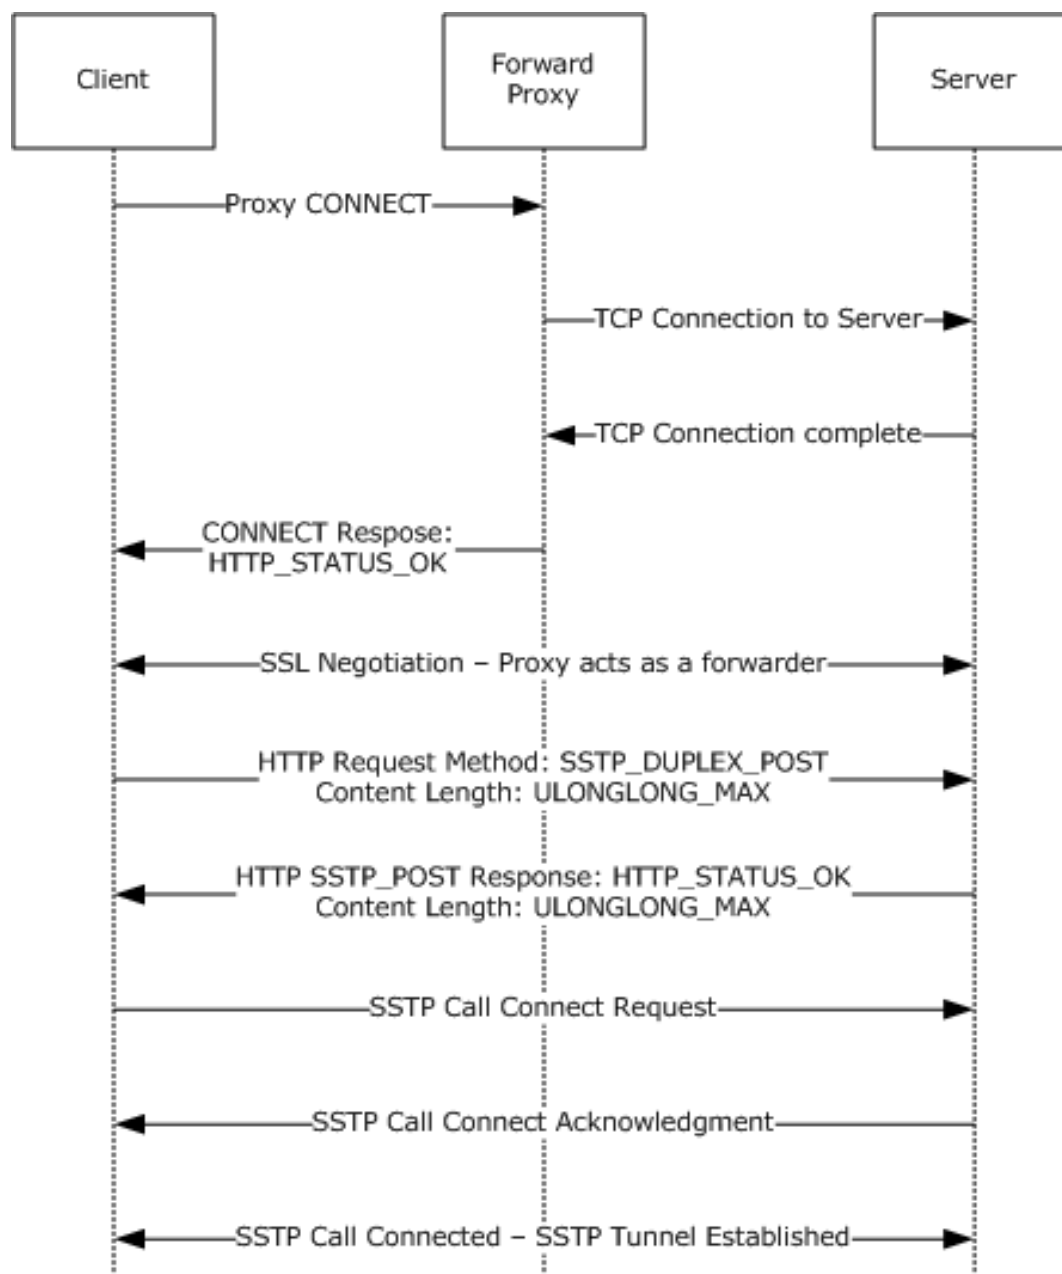 Client
Forward
Proxy
Server
Proxy CONNECT
TCP Connection to Server
TCP Connection complete
CONNECT Respose:
HTTP_STATUS_OK
SSL Negotiation – Proxy acts as a forwarder
HTTP Request Method: SSTP_DUPLEX_POST
Content Length: ULONGLONG_MAX
HTTP SSTP_POST Response: HTTP_STATUS_OK
Content Length: ULONGLONG_MAX
SSTP Call Connect Request
SSTP Call Connect Acknowledgment
SSTP Call Connected – SSTP Tunnel Established